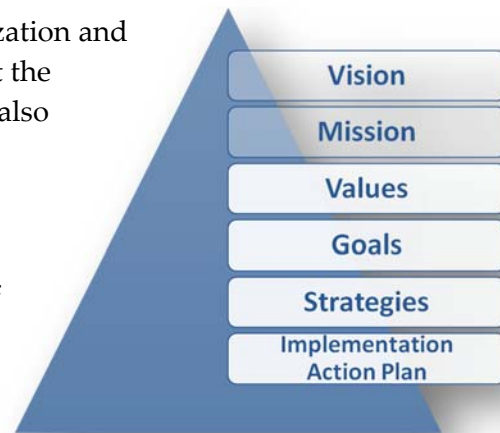 zation and
t the
also
Vision
Mission
Values
Goals
Strategies
Implementation
Action Plan